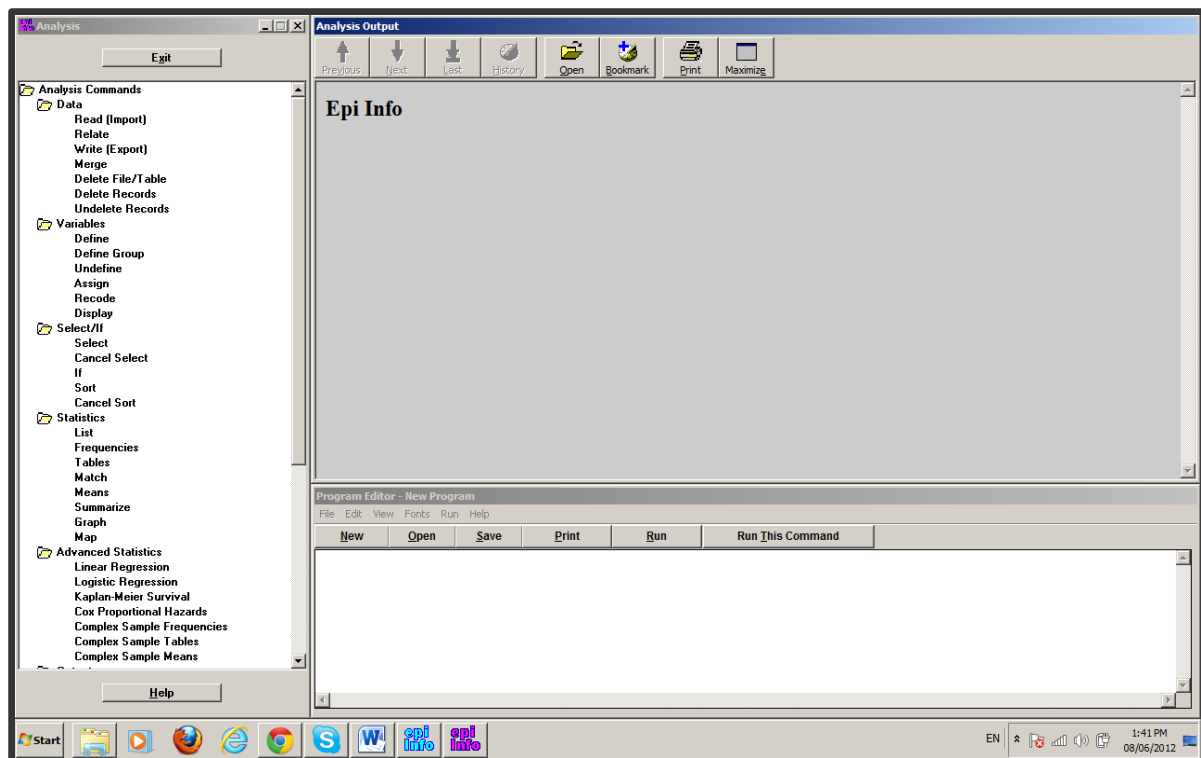 Analysis
Exit
Analysis Commands
Data
Read (Import)
Relate
Write (Export)
Merge
Delete File/Table
Delete Records
Undelete Records
Variables
Define
Define Group
Undefine
Assign
Recode
Display
Select/If
Select
Cancel Select
If
Sort
Cancel Sort
Statistics
List
Frequencies
Tables
Match
Means
Summarize
Graph
Map
Advanced Statistics
Linear Regression
Logistic Regression
Kaplan-Meier Survival
Cox Proportional Hazards
Complex Sample Frequencies
Complex Sample Tables
Complex Sample Means
Help
Analysis Output
Previous Next Last History Open Bookmark Print Maximize
Epi Info
Program Editor - New Program
File Edit View Fonts Run Help
New Open Save Print Run Run This Command
Start
epi info
epi info
EN
1:41 PM
08/06/2012